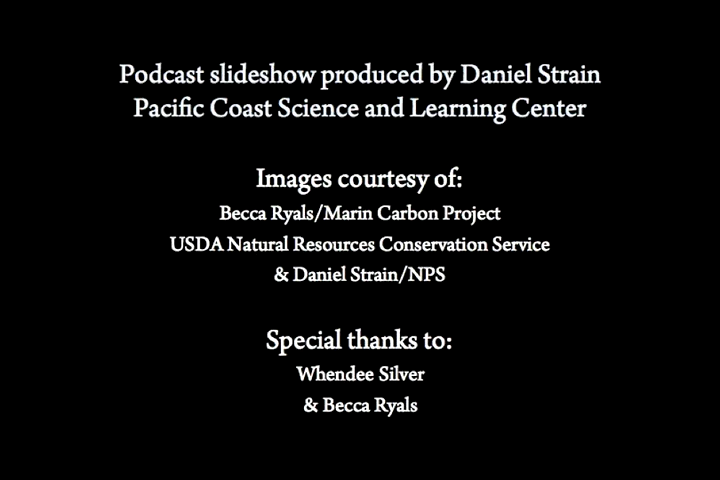 Podcast slideshow produced by Daniel Strain
Pacific Coast Science and Learning Center
Images courtesy of:
Becca Ryals/Marin Carbon Project
USDA Natural Resources Conservation Service
& Daniel Strain/NPS
Special thanks to:
Whendee Silver
& Becca Ryals